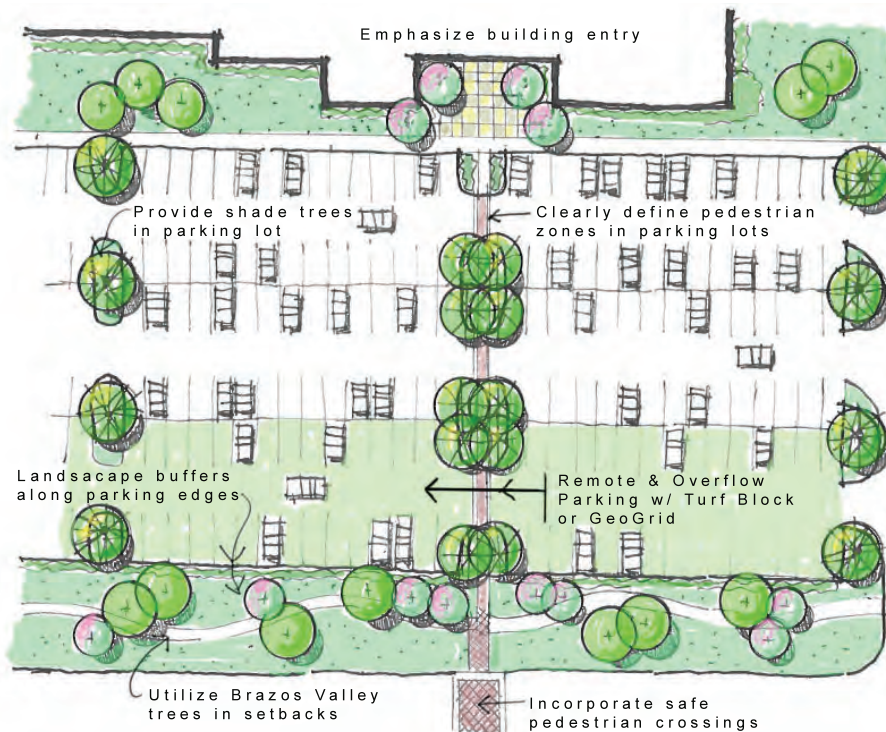 Emphasize building entry
Provide shade trees
in parking lot
Clearly define pedestrian
zones in parking lots
Landsacape buffers
along parking edges
Remote & Overflow
Parking w/ Turf Block
or GeoGrid
Utilize Brazos Valley
trees in setbacks
Incorporate safe
pedestrian crossings